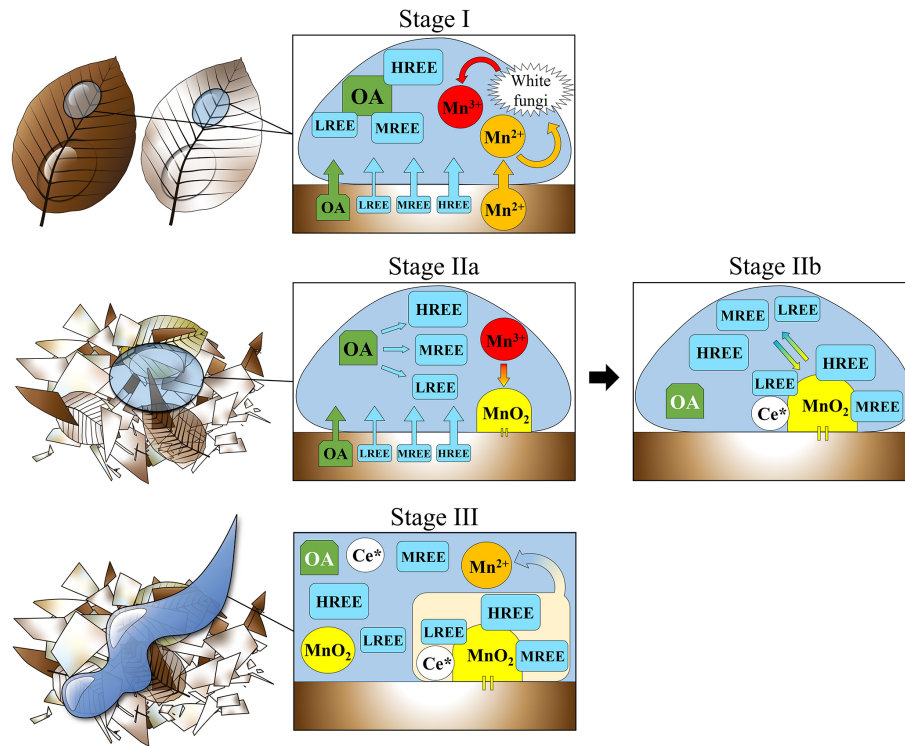 Stage I
HREE
White
fungi
OA
Mn3+
LREE
MREE
Mn2+
OA
LREE
MREE
HREE
Mn2+
Stage IIa
HREE
OA
MREE
Mn3+
LREE
MnO2
OA
LREE
MREE
HREE
Stage IIb
MREE
LREE
HREE
HREE
LREE
OA
Ce*
MnO2
MREE
Stage III
OA
Ce*
MREE
Mn2+
HREE
HREE
LREE
LREE
MnO2
Ce*
MnO2
MREE